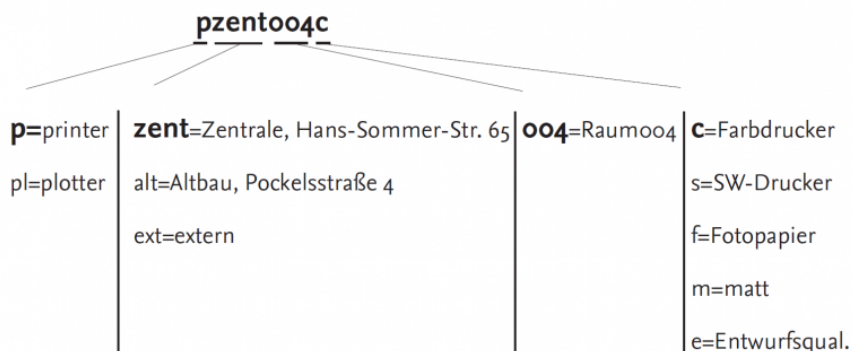 pzent004c
p=printer zent=Zentrale, Hans-Sommer-Str. 65 004=Raum004 c=Farbdrucker
pl=plotter alt=Altbau, Pockelsstraße 4 s=SW-Drucker
ext=extern f=Fotopapier
m=matt
e=Entwurfsqual.